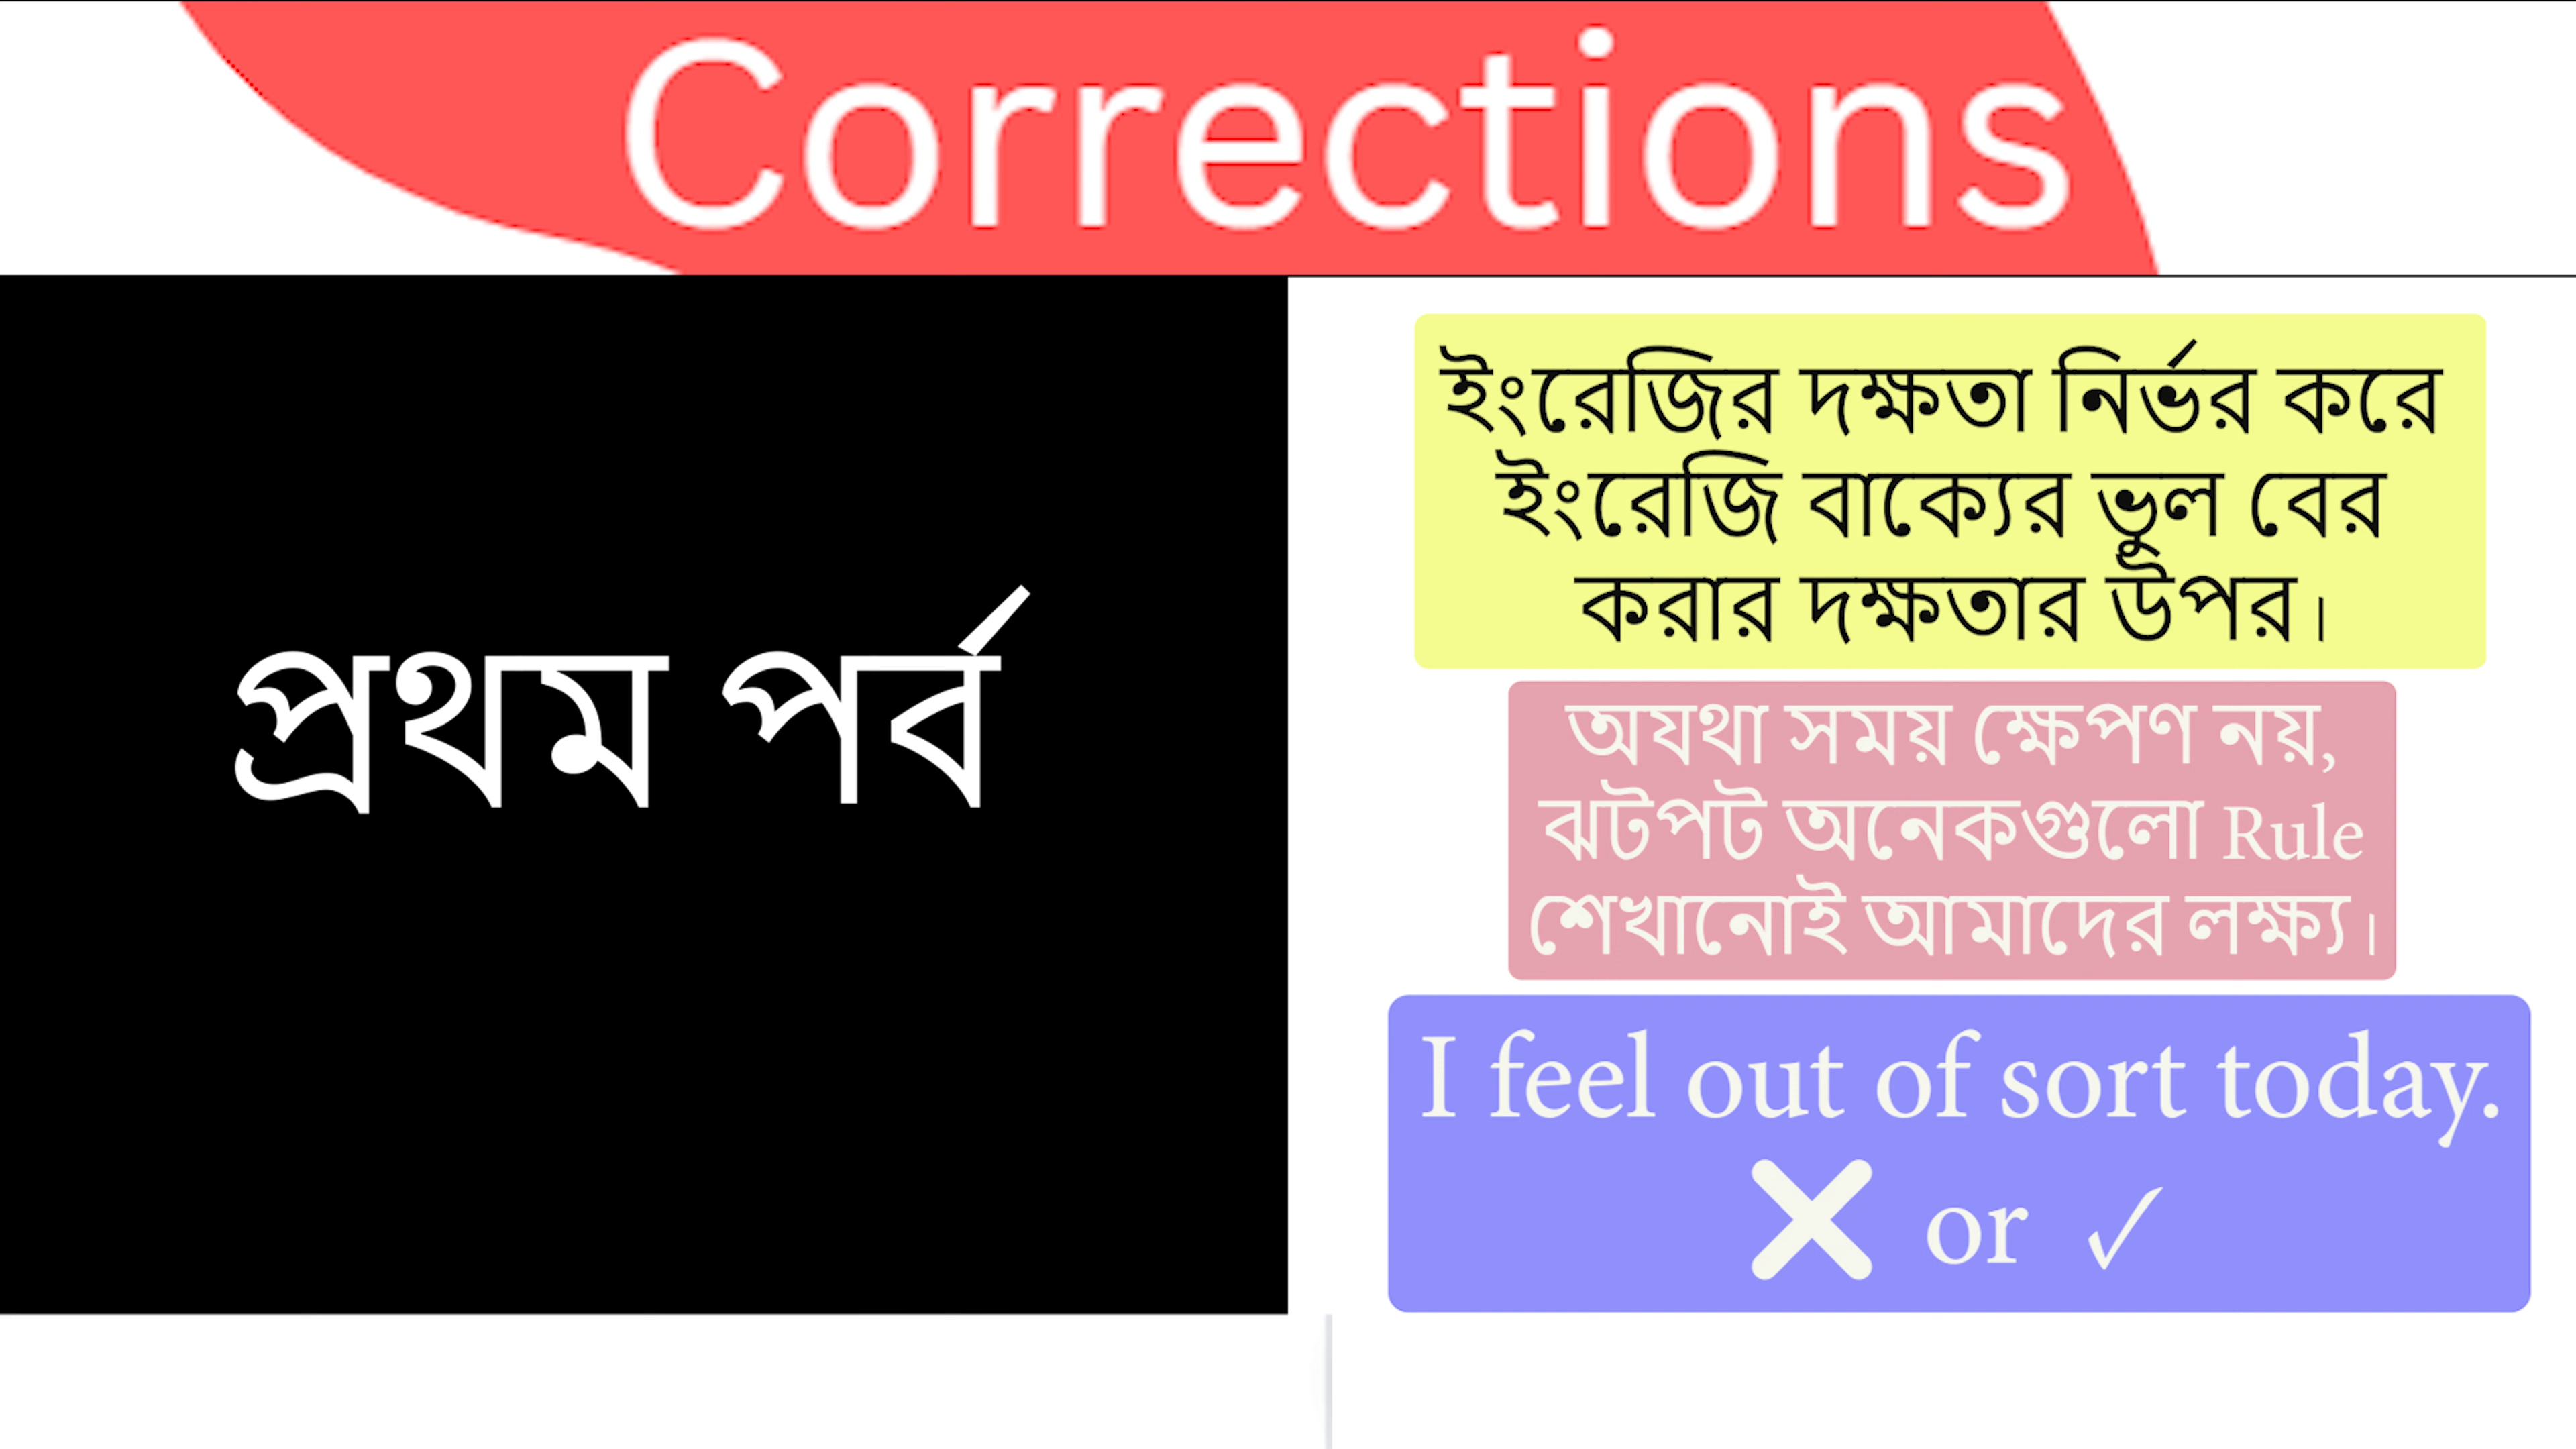 Corrections
প্রথম পর্ব
ইংরেজির দক্ষতা নির্ভর করে
ইংরেজি বাক্যের ভুল বের
করার দক্ষতার উপর।
অযথা সময় ক্ষেপণ নয়,
ঝটপট অনেকগুলো Rule
শেখানোই আমাদের লক্ষ্য।
I feel out of sort today.
❌ or ✓